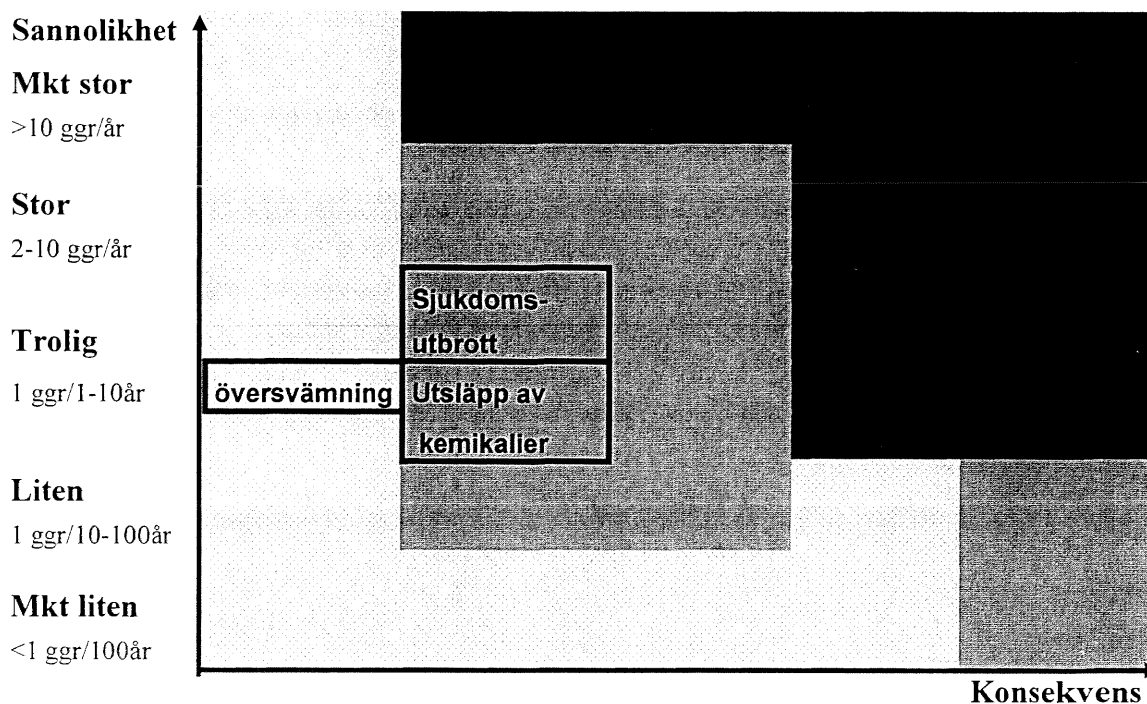 Sannolikhet
Mkt stor
>10 ggr/år
Stor
2-10 ggr/år
Sjukdoms-
utbrott
Trolig
1 ggr/1-10år
översvämning
Utsläpp av
kemikalier
Liten
1 ggr/10-100år
Mkt liten
<1 ggr/100år
Konsekvens